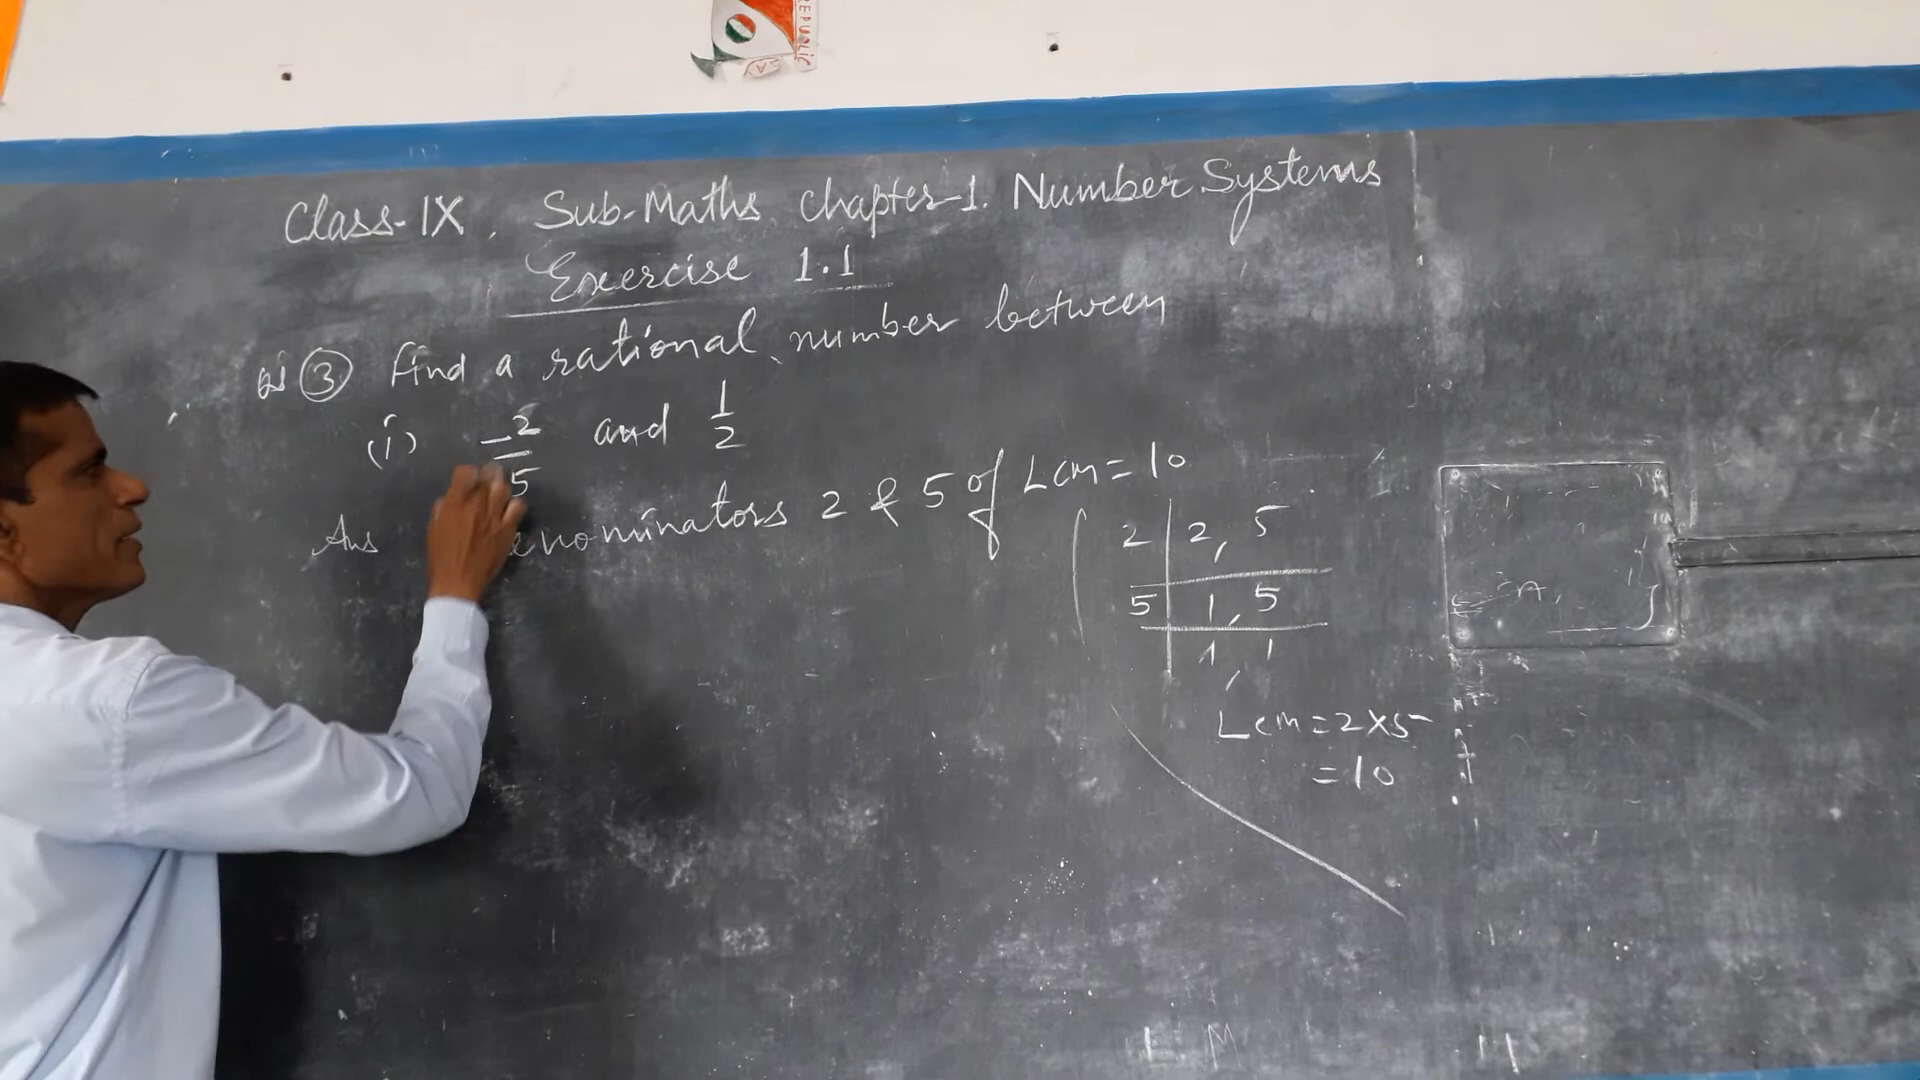 REPUBLIC
Class-IX, Sub-Maths, Chapter-1. Number Systems
Exercise 1.1
③ Find a rational number between
(i) -2/5 and 1/2
Ans enominators 2 & 5 of Lcm = 10
2 | 2, 5
5 | 1, 5
1, 1
Lcm = 2 x 5
= 10